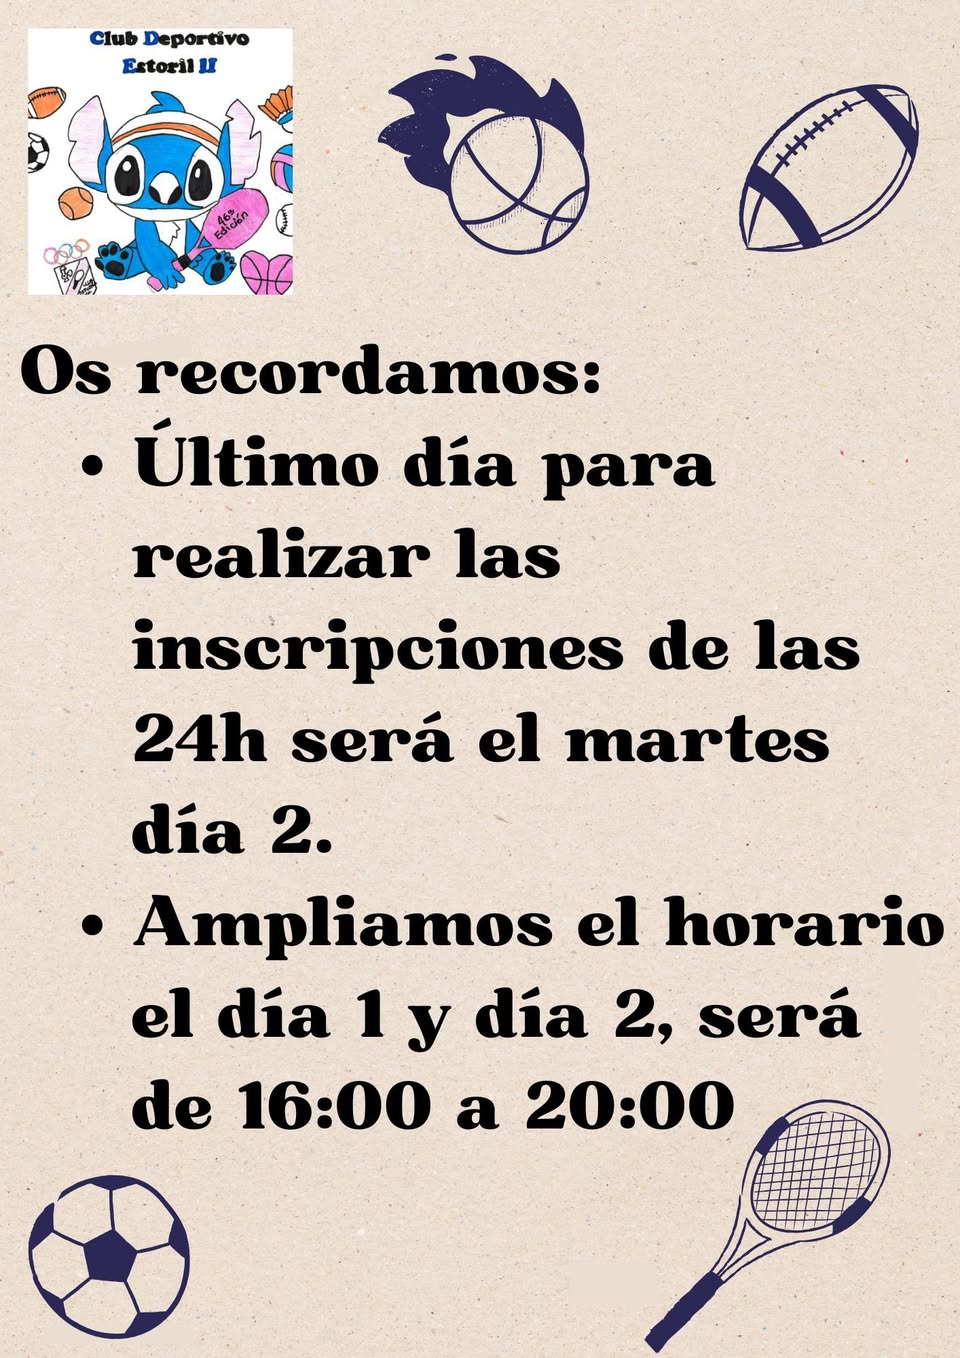 Club Deportivo
Estoril II
46ª
Edición
Os recordamos:
• Último día para
realizar las
inscripciones de las
24h será el martes
día 2.
• Ampliamos el horario
el día 1 y día 2, será
de 16:00 a 20:00